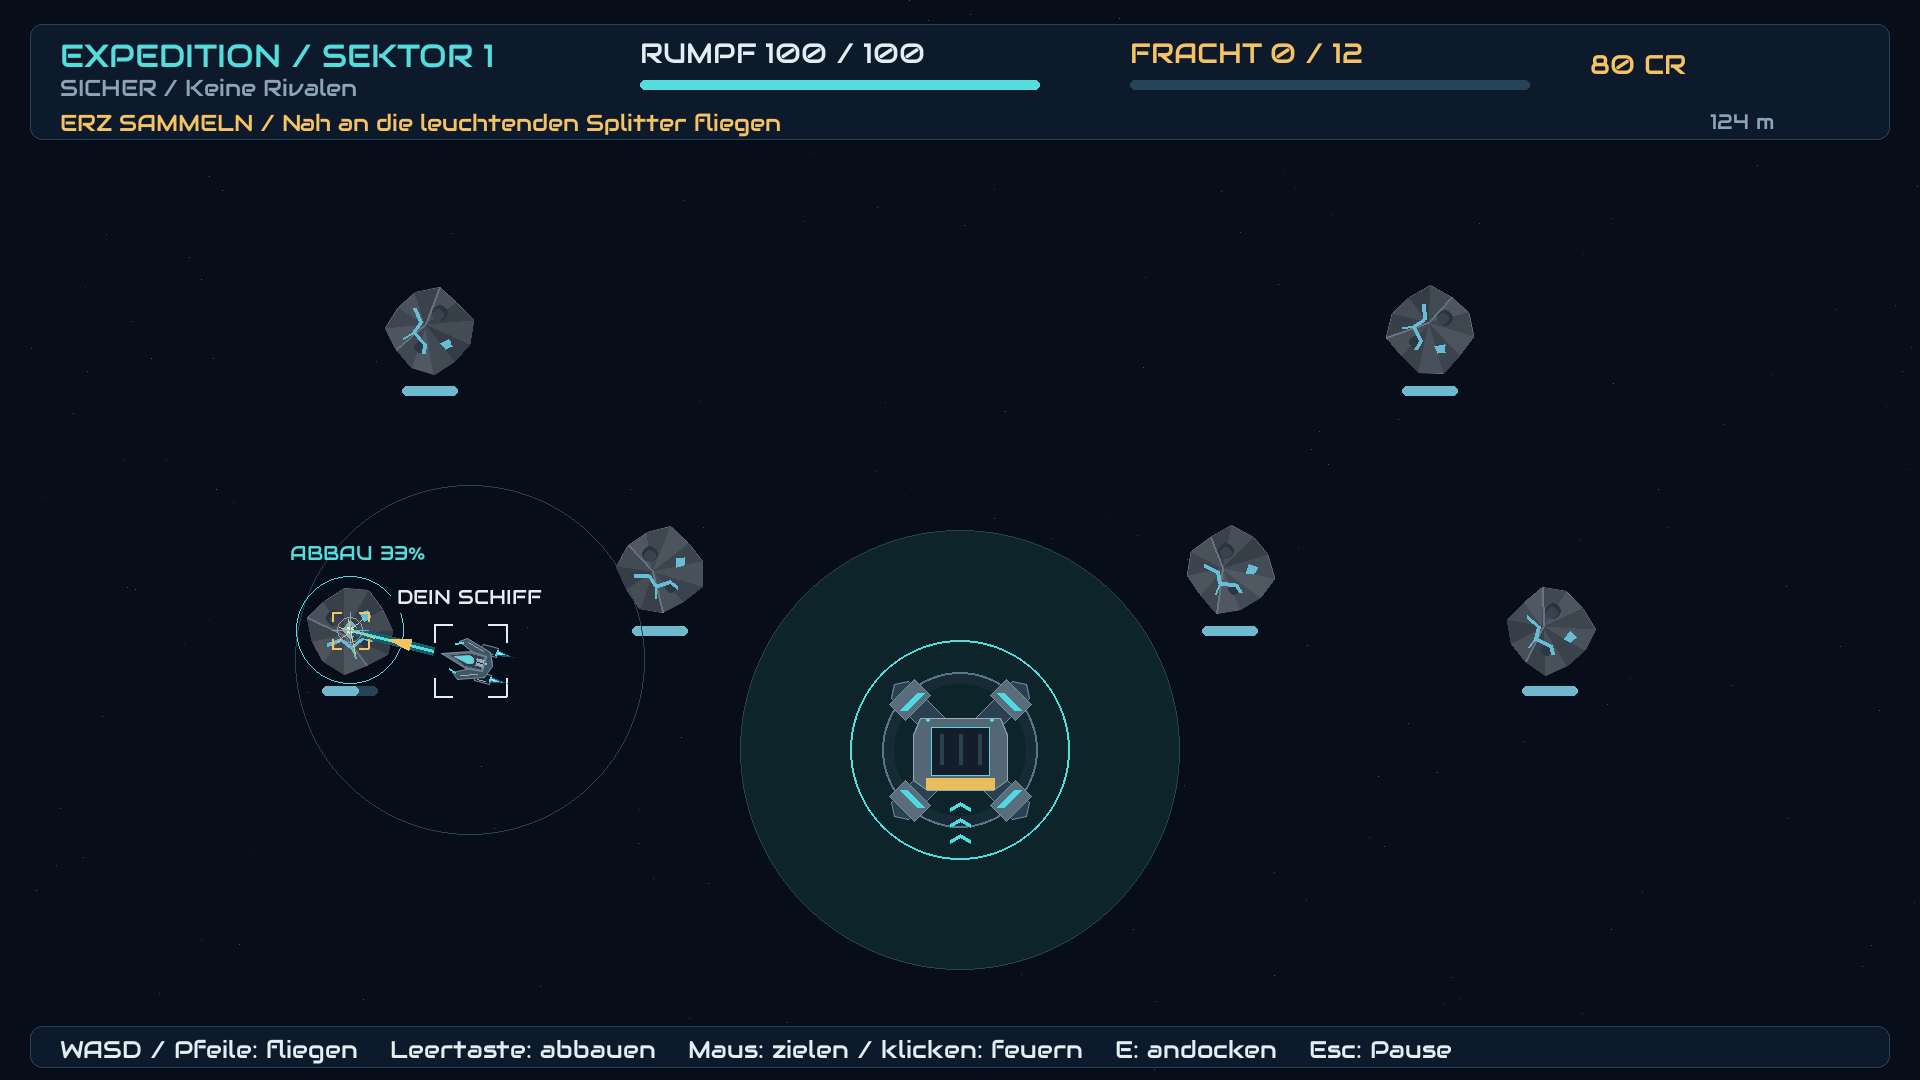 EXPEDITION / SEKTOR 1
RUMPF 100 / 100
FRACHT 0 / 12
80 CR
SICHER / Keine Rivalen
ERZ SAMMELN / Nah an die leuchtenden Splitter fliegen
124 m
ABBAU 33%
DEIN SCHIFF
WASD / Pfeile: fliegen Leertaste: abbauen Maus: zielen / klicken: feuern E: andocken Esc: Pause